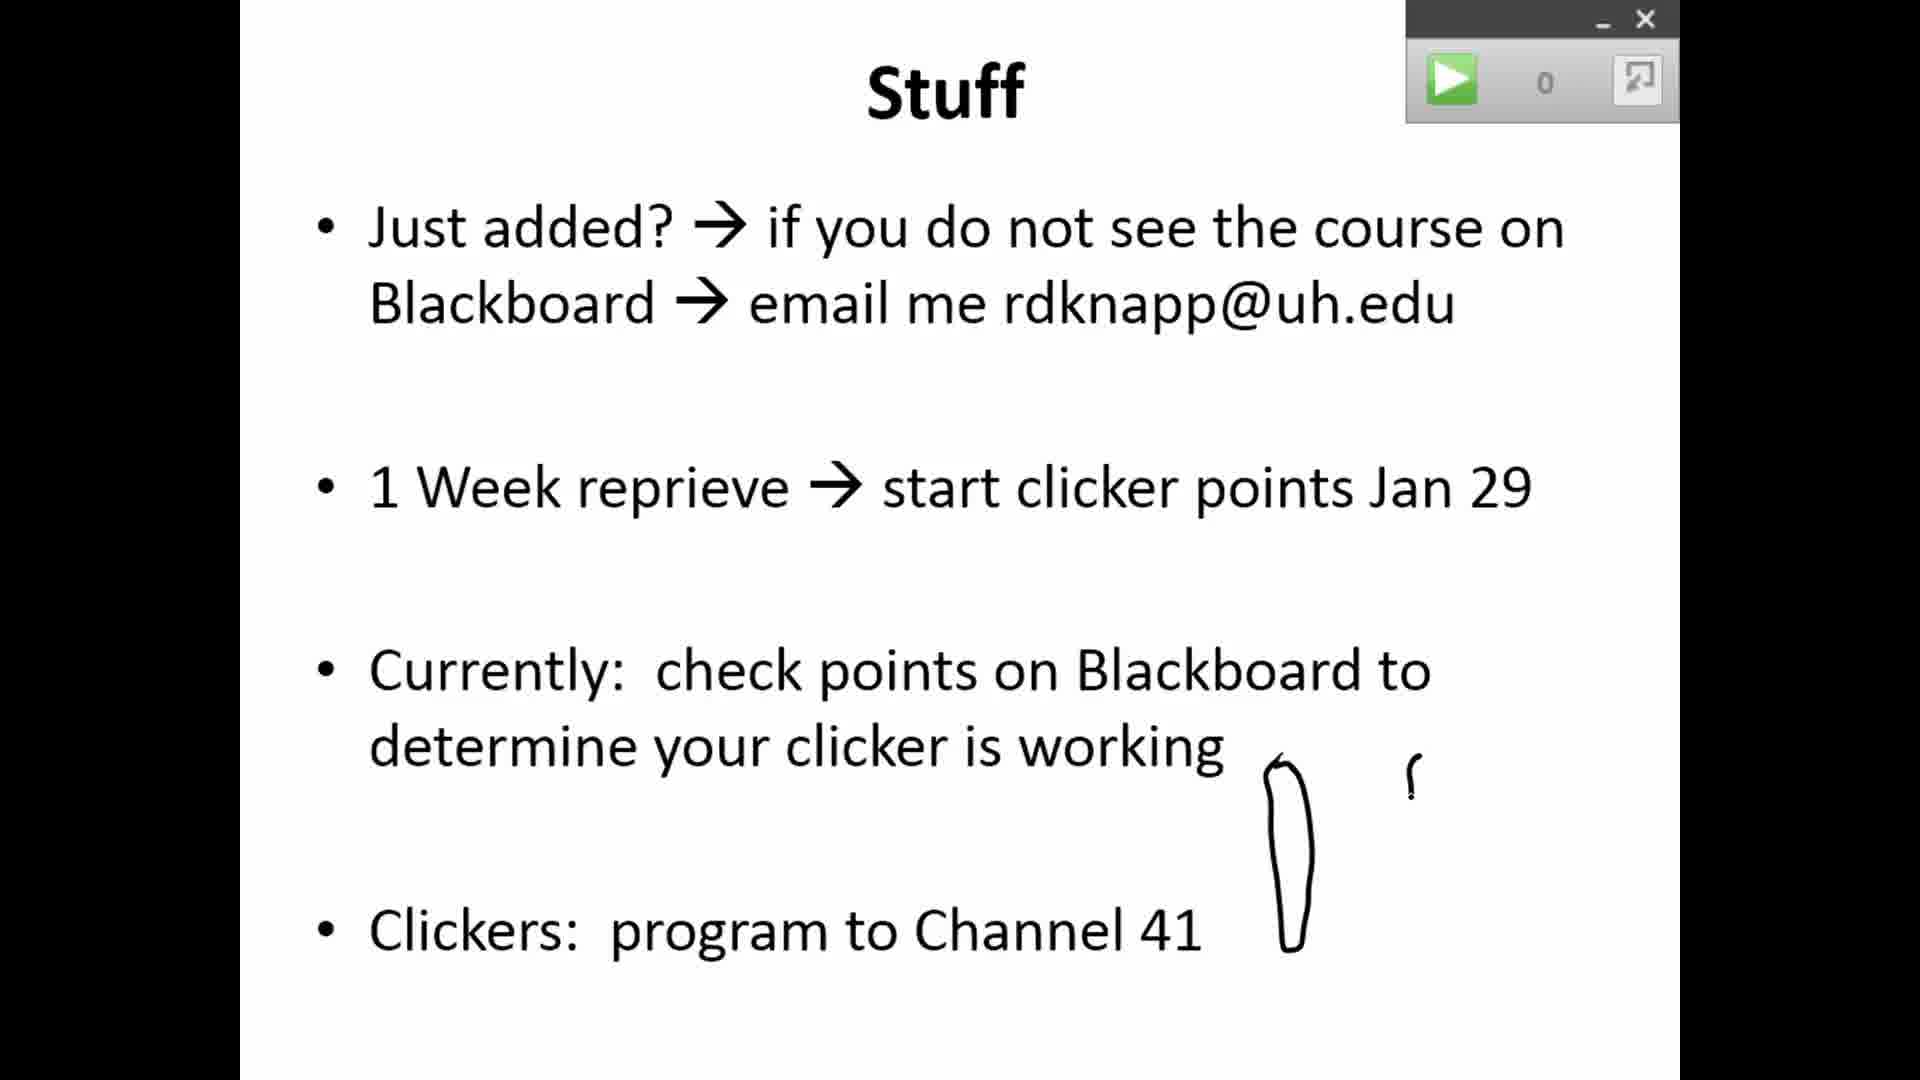 Stuff
0
• Just added? → if you do not see the course on
Blackboard → email me rdknapp@uh.edu
• 1 Week reprieve → start clicker points Jan 29
• Currently:  check points on Blackboard to
determine your clicker is working
• Clickers:  program to Channel 41